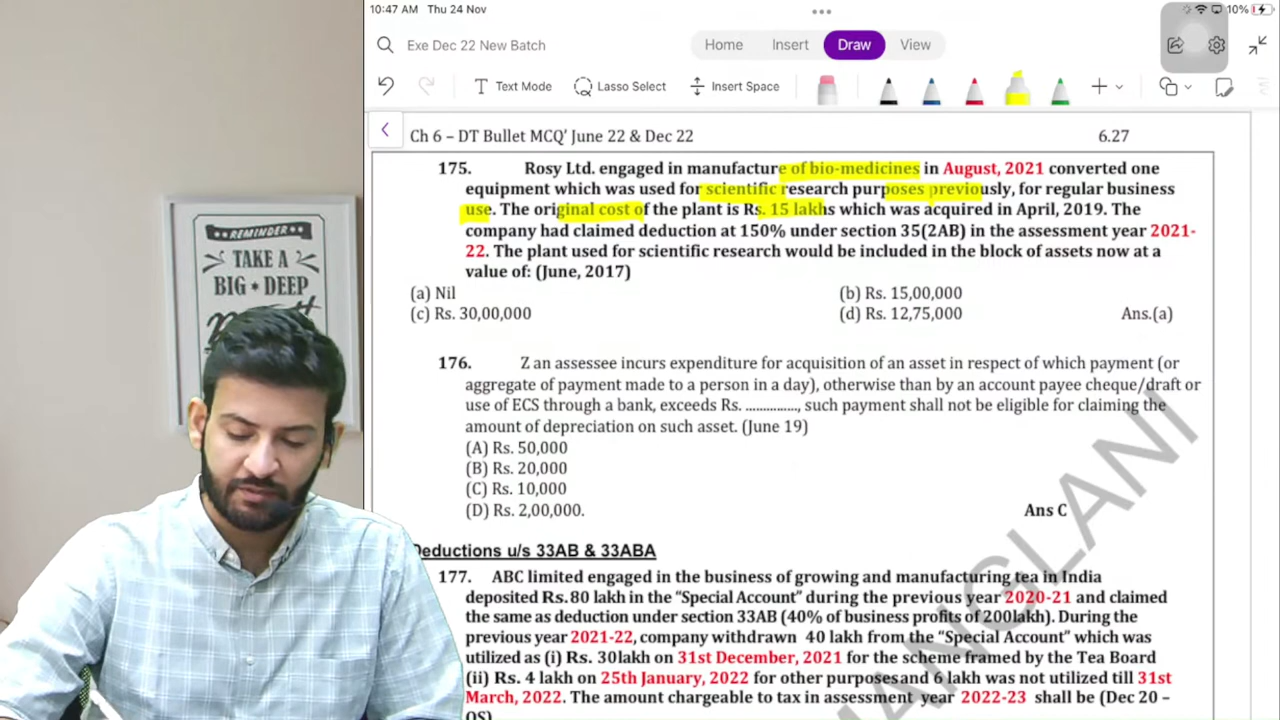 10:47 AM Thu 24 Nov
10%
Exe Dec 22 New Batch
Home Insert Draw View
Text Mode Lasso Select Insert Space
Ch 6 – DT Bullet MCQ' June 22 & Dec 22 6.27
175. Rosy Ltd. engaged in manufacture of bio-medicines in August, 2021 converted one
equipment which was used for scientific research purposes previously, for regular business
use. The original cost of the plant is Rs. 15 lakhs which was acquired in April, 2019. The
company had claimed deduction at 150% under section 35(2AB) in the assessment year 2021-
22. The plant used for scientific research would be included in the block of assets now at a
value of: (June, 2017)
(a) Nil (b) Rs. 15,00,000
(c) Rs. 30,00,000 (d) Rs. 12,75,000 Ans.(a)
176. Z an assessee incurs expenditure for acquisition of an asset in respect of which payment (or
aggregate of payment made to a person in a day), otherwise than by an account payee cheque/draft or
use of ECS through a bank, exceeds Rs. ..............., such payment shall not be eligible for claiming the
amount of depreciation on such asset. (June 19)
(A) Rs. 50,000
(B) Rs. 20,000
(C) Rs. 10,000
(D) Rs. 2,00,000. Ans C
Deductions u/s 33AB & 33ABA
177. ABC limited engaged in the business of growing and manufacturing tea in India
deposited Rs.80 lakh in the "Special Account" during the previous year 2020-21 and claimed
the same as deduction under section 33AB (40% of business profits of 200lakh). During the
previous year 2021-22, company withdrawn 40 lakh from the "Special Account" which was
utilized as (i) Rs. 30lakh on 31st December, 2021 for the scheme framed by the Tea Board
(ii) Rs. 4 lakh on 25th January, 2022 for other purposes and 6 lakh was not utilized till 31st
March, 2022. The amount chargeable to tax in assessment year 2022-23 shall be (Dec 20 –
OS)
REMINDER
TAKE A
BIG DEEP